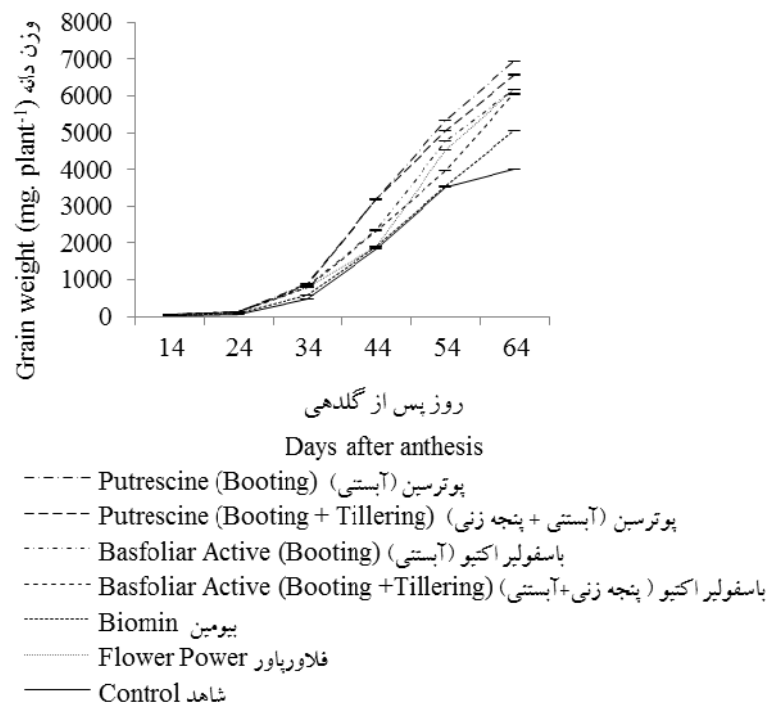 8000
7000
6000
5000
4000
3000
2000
1000
0
وزن دانه
Grain weight (mg. plant⁻¹)
14 24 34 44 54 64
روز پس از گلدهی
Days after anthesis
Putrescine (Booting) پوترسین (آبستنی)
Putrescine (Booting + Tillering) پوترسین (آبستنی + پنجه زنی)
Basfoliar Active (Booting) باسفولیر اکتیو (آبستنی)
Basfoliar Active (Booting +Tillering) باسفولیر اکتیو ( پنجه زنی+آبستنی)
Biomin بیومین
Flower Power فلاورپاور
Control شاهد